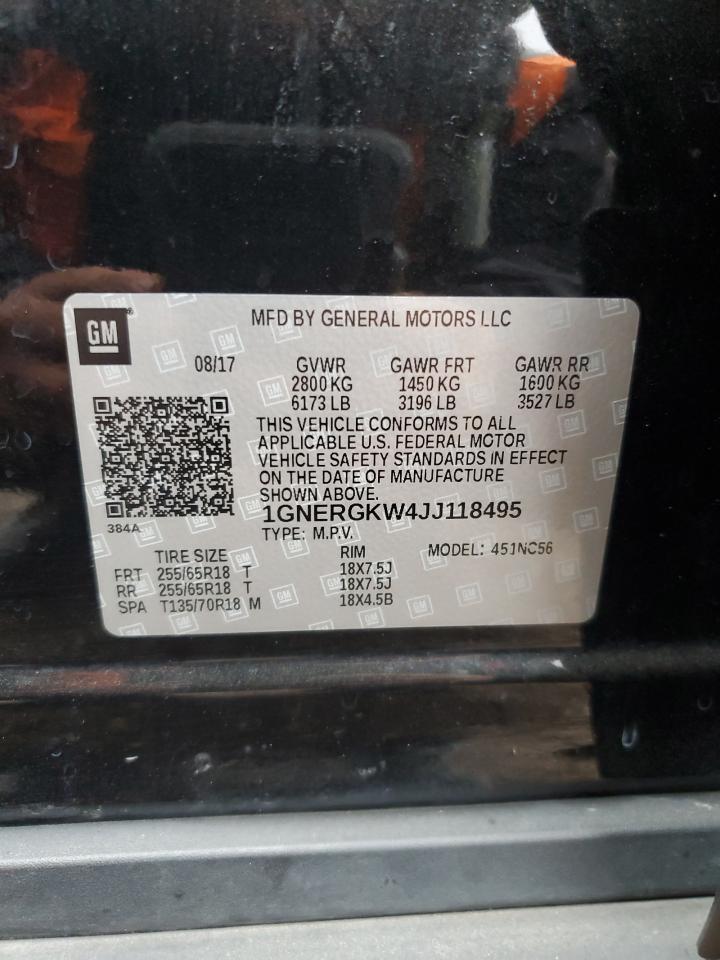 GM
MFD BY GENERAL MOTORS LLC
08/17 GVWR GAWR FRT GAWR RR
2800 KG 1450 KG 1600 KG
6173 LB 3196 LB 3527 LB
THIS VEHICLE CONFORMS TO ALL
APPLICABLE U.S. FEDERAL MOTOR
VEHICLE SAFETY STANDARDS IN EFFECT
ON THE DATE OF MANUFACTURE
SHOWN ABOVE.
384A
1GNERGKW4JJ118495
TYPE: M.P.V. MODEL: 451NC56
TIRE SIZE RIM
FRT 255/65R18 T 18X7.5J
RR 255/65R18 T 18X7.5J
SPA T135/70R18 M 18X4.5B